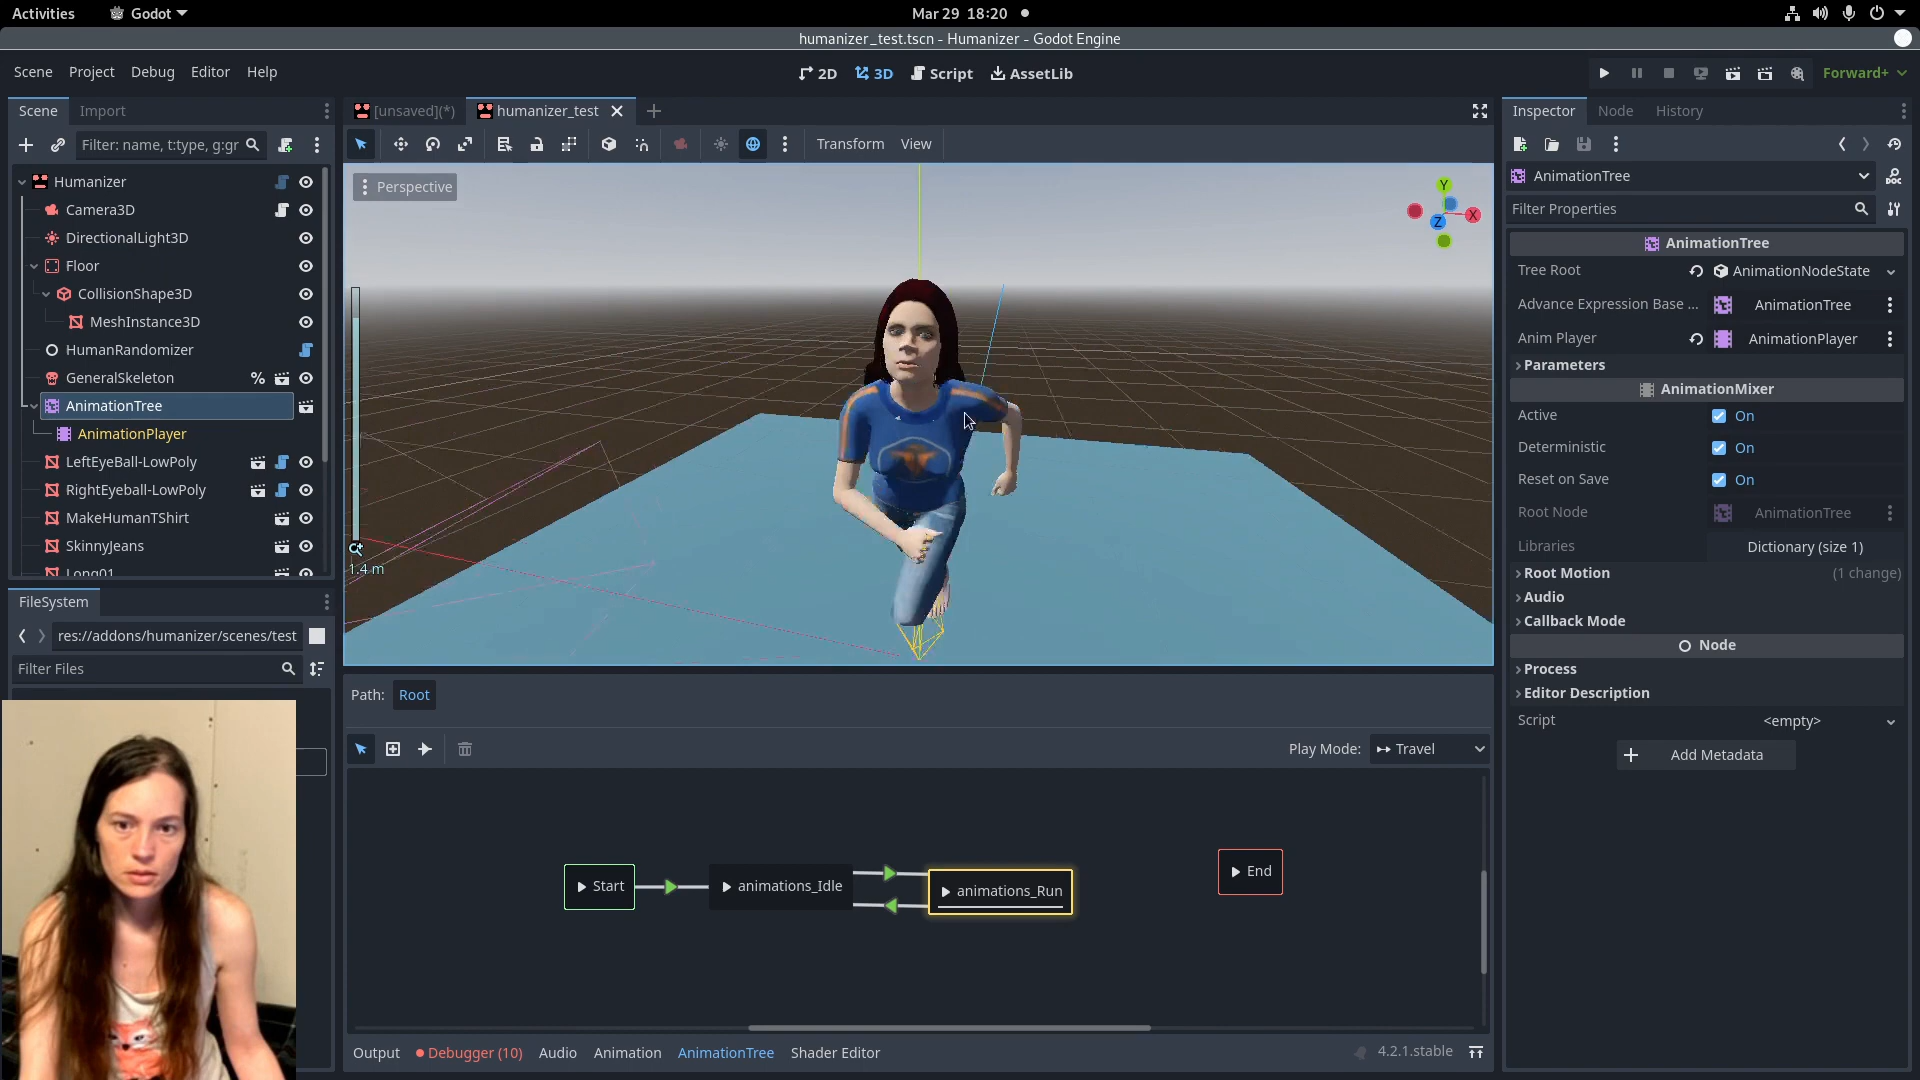 Activities
Godot
Mar 29 18:20
humanizer_test.tscn - Humanizer - Godot Engine
Scene Project Debug Editor Help
2D 3D Script AssetLib
Forward+
Scene Import
[unsaved](*) humanizer_test
Inspector Node History
Filter: name, t:type, g:gr
Transform View
Humanizer
Camera3D
DirectionalLight3D
Floor
CollisionShape3D
MeshInstance3D
HumanRandomizer
GeneralSkeleton %
AnimationTree
AnimationPlayer
LeftEyeBall-LowPoly
RightEyeball-LowPoly
MakeHumanTShirt
SkinnyJeans
Long01
Perspective
Y
X
Z
1.4 m
AnimationTree
Filter Properties
AnimationTree
Tree Root AnimationNodeState
Advance Expression Base ... AnimationTree
Anim Player AnimationPlayer
Parameters
AnimationMixer
Active On
Deterministic On
Reset on Save On
Root Node AnimationTree
Libraries Dictionary (size 1)
Root Motion (1 change)
Audio
Callback Mode
Node
Process
Editor Description
Script <empty>
Add Metadata
FileSystem
res://addons/humanizer/scenes/test
Filter Files
Path: Root
Play Mode: Travel
Start
animations_Idle
animations_Run
End
Output Debugger (10) Audio Animation AnimationTree Shader Editor
4.2.1.stable